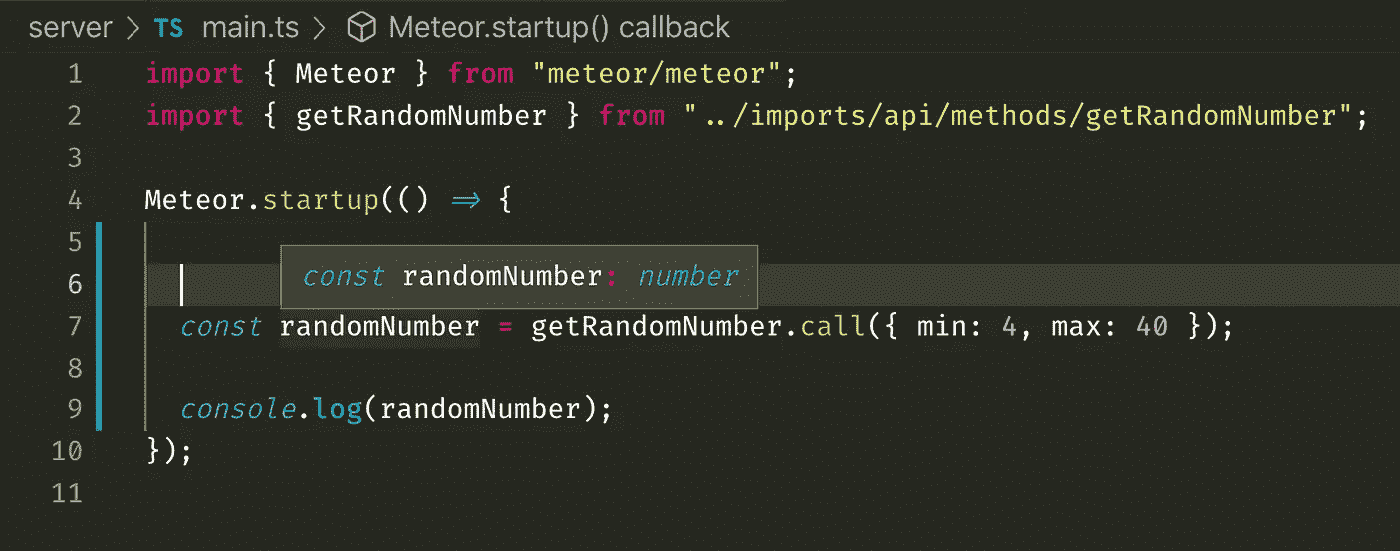 server > TS main.ts > Meteor.startup() callback
1 import { Meteor } from "meteor/meteor";
2 import { getRandomNumber } from "../imports/api/methods/getRandomNumber";
3
4 Meteor.startup(() => {
5
const randomNumber: number
6
7 const randomNumber = getRandomNumber.call({ min: 4, max: 40 });
8
9 console.log(randomNumber);
10 });
11